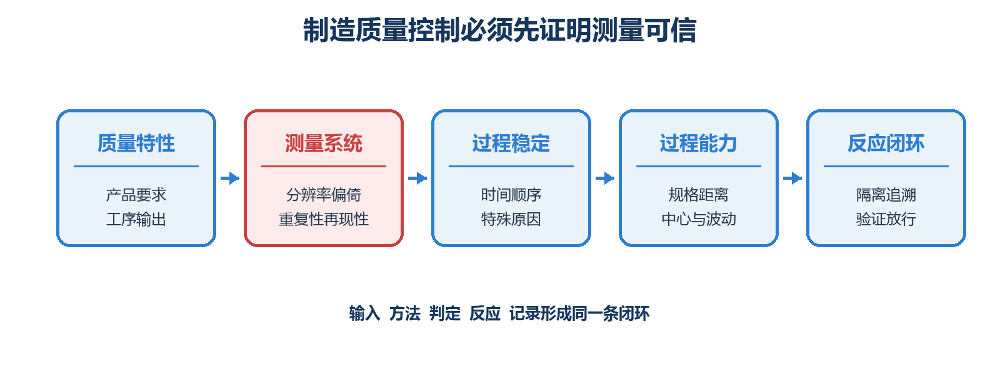 制造质量控制必须先证明测量可信
质量特性
产品要求
工序输出
测量系统
分辨率偏倚
重复性再现性
过程稳定
时间顺序
特殊原因
过程能力
规格距离
中心与波动
反应闭环
隔离追溯
验证放行
输入 方法 判定 反应 记录形成同一条闭环